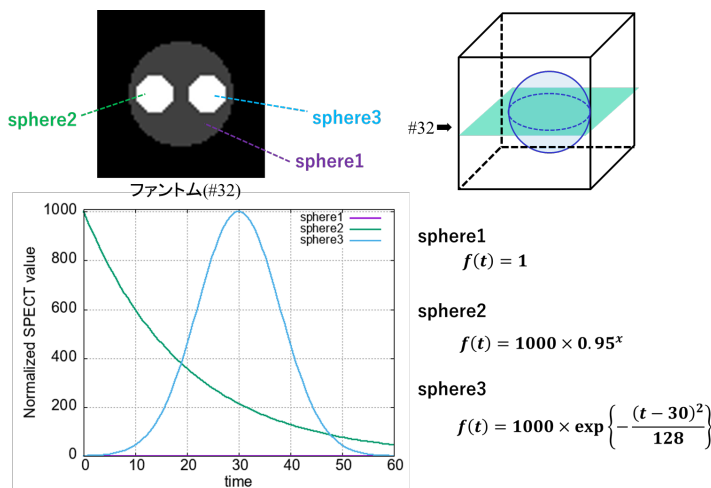 sphere2
sphere3
sphere1
#32
ファントム(#32)
Normalized SPECT value
1000
800
600
400
200
0
0 10 20 30 40 50 60
time
sphere1
sphere2
sphere3
sphere1
f(t) = 1
sphere2
f(t) = 1000 × 0.95^x
sphere3
f(t) = 1000 × exp{−(t − 30)²/128}